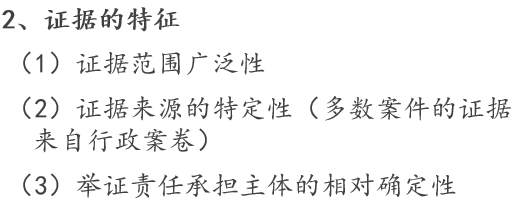 2、证据的特征
（1）证据范围广泛性
（2）证据来源的特定性（多数案件的证据
来自行政案卷）
（3）举证责任承担主体的相对确定性